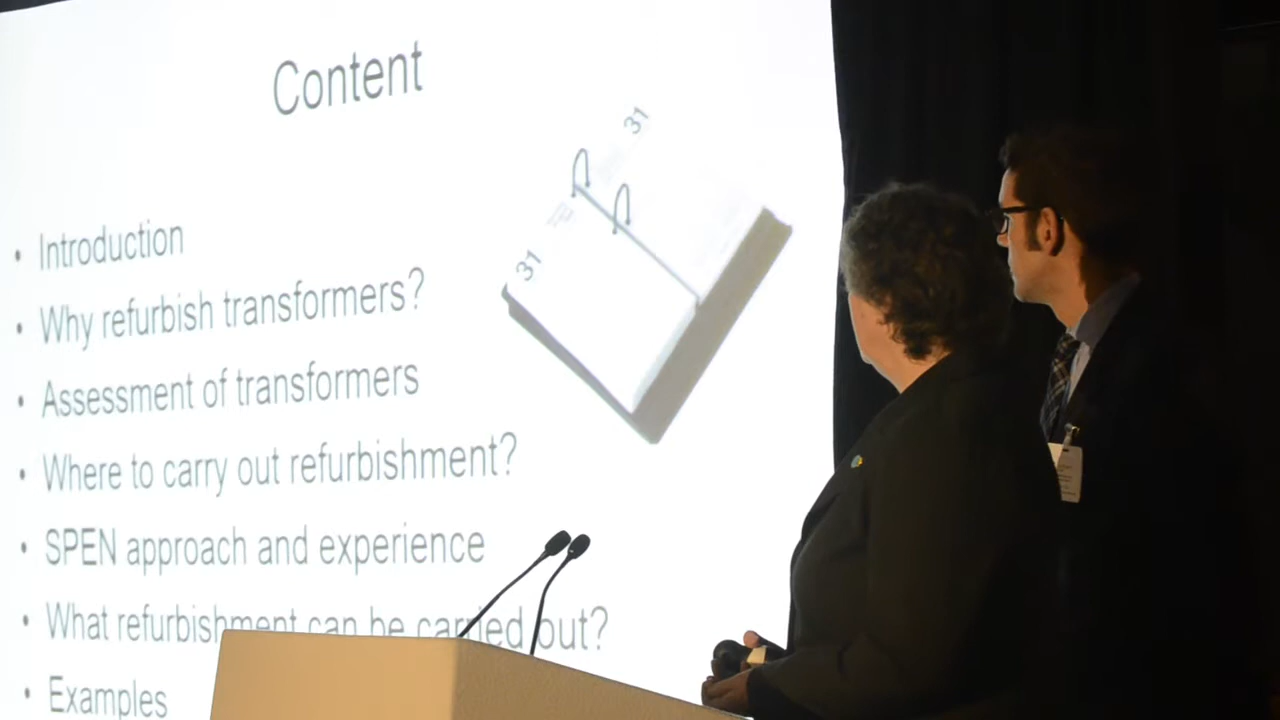 Content
31
31
• Introduction
• Why refurbish transformers?
• Assessment of transformers
• Where to carry out refurbishment?
• SPEN approach and experience
• What refurbishment can be carried out?
• Examples